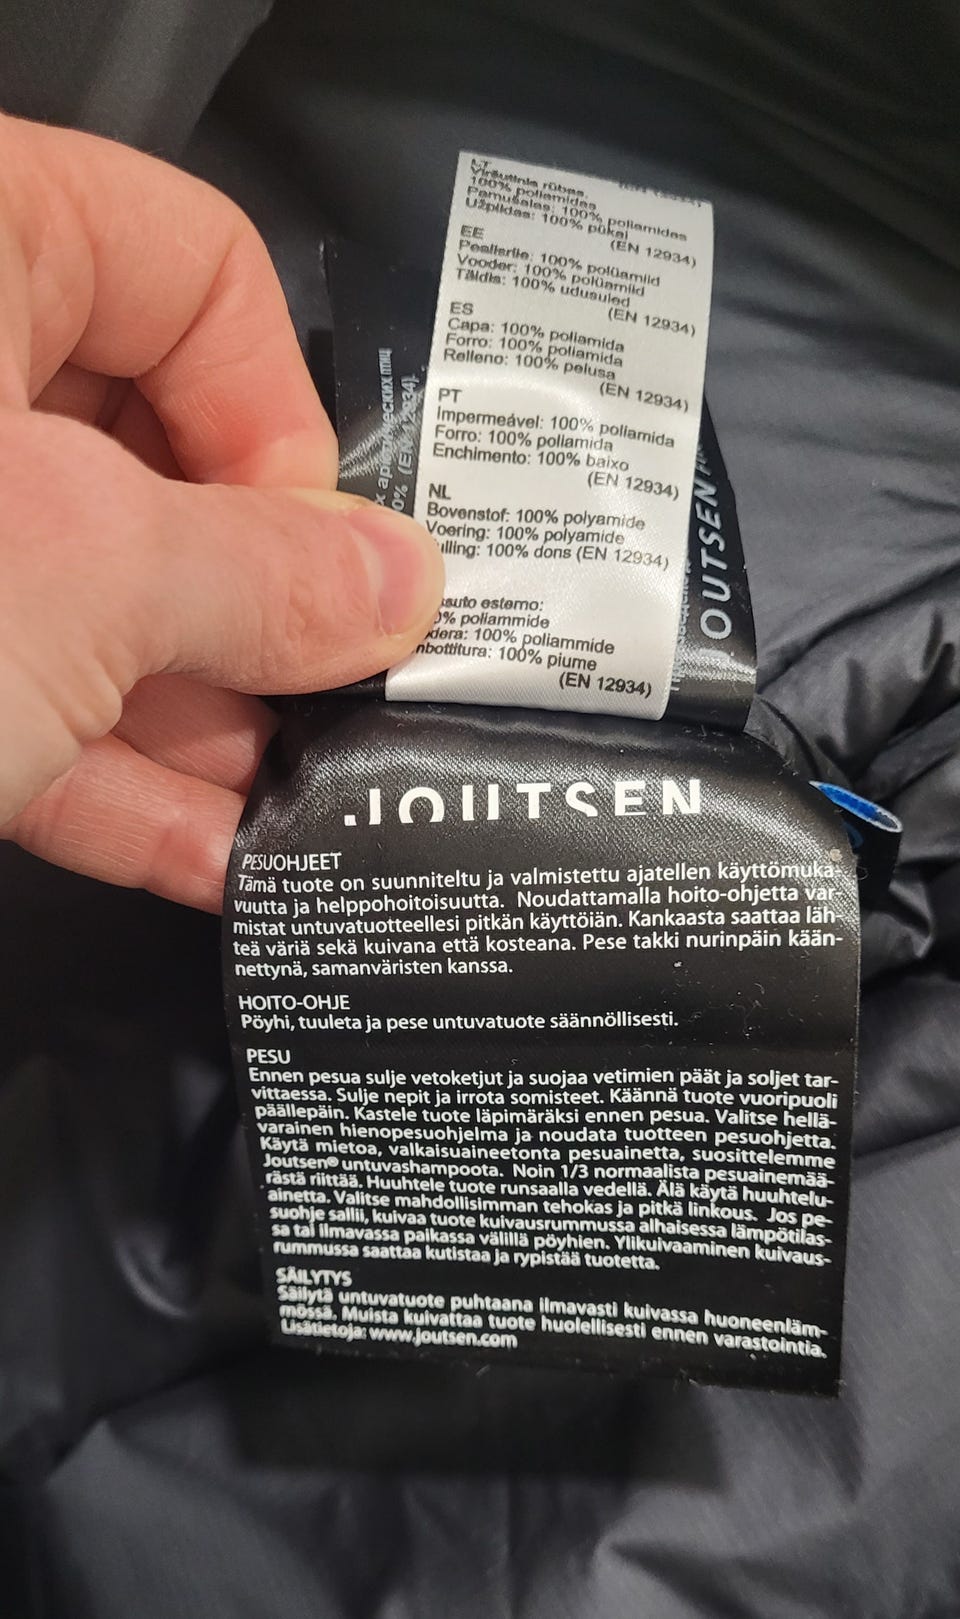 LT
Viršutinis rūbas:
100% poliamidas
Pamušalas: 100% poliamidas
Užpildas: 100% pūkai
(EN 12934)
EE
Pealisriie: 100% polüamiid
Vooder: 100% polüamiid
Täidis: 100% udusuled
(EN 12934)
ES
Capa: 100% poliamida
Forro: 100% poliamida
Relleno: 100% pelusa
(EN 12934)
PT
Impermeável: 100% poliamida
Forro: 100% poliamida
Enchimento: 100% baixo
(EN 12934)
NL
Bovenstof: 100% polyamide
Voering: 100% polyamide
ulling: 100% dons (EN 12934)
suto esterno:
% poliammide
dera: 100% poliammide
nbottitura: 100% piume
(EN 12934)
OUTSEN
JOUTSEN
PESUOHJEET
Tämä tuote on suunniteltu ja valmistettu ajatellen käyttömuka-
vuutta ja helppohoitoisuutta. Noudattamalla hoito-ohjetta var-
mistat untuvatuotteellesi pitkän käyttöiän. Kankaasta saattaa läh-
teä väriä sekä kuivana että kosteana. Pese takki nurinpäin kään-
nettynä, samanväristen kanssa.
HOITO-OHJE
Pöyhi, tuuleta ja pese untuvatuote säännöllisesti.
PESU
Ennen pesua sulje vetoketjut ja suojaa vetimien päät ja soljet tar-
vittaessa. Sulje nepit ja irrota somisteet. Käännä tuote vuoripuoli
päällepäin. Kastele tuote läpimäräksi ennen pesua. Valitse hellä-
varainen hienopesuohjelma ja noudata tuotteen pesuohjetta.
Käytä mietoa, valkaisuaineetonta pesuainetta, suosittelemme
Joutsen® untuvashampoota. Noin 1/3 normaalista pesuainemää-
rästä riittää. Huuhtele tuote runsaalla vedellä. Älä käytä huuhtelu-
ainetta. Valitse mahdollisimman tehokas ja pitkä linkous. Jos pe-
suohje sallii, kuivaa tuote kuivausrummussa alhaisessa lämpötilas-
sa tai ilmavassa paikassa välillä pöyhien. Ylikuivaaminen kuivaus-
rummussa saattaa kutistaa ja rypistää tuotetta.
SÄILYTYS
Säilytä untuvatuote puhtaana ilmavasti kuivassa huoneenläm-
mössä. Muista kuivattaa tuote huolellisesti ennen varastointia.
Lisätietoja: www.joutsen.com